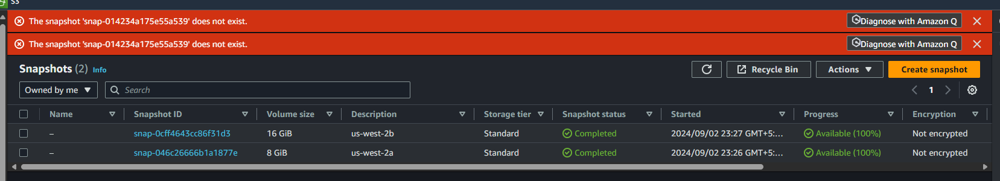 S3
The snapshot 'snap-014234a175e55a539' does not exist. Diagnose with Amazon Q
The snapshot 'snap-014234a175e55a539' does not exist. Diagnose with Amazon Q
Snapshots (2) Info Recycle Bin Actions Create snapshot
Owned by me Search 1
Name Snapshot ID Volume size Description Storage tier Snapshot status Started Progress Encryption
– snap-0cff4643cc86f31d3 16 GiB us-west-2b Standard Completed 2024/09/02 23:27 GMT+5:... Available (100%) Not encrypted
– snap-046c26666b1a1877e 8 GiB us-west-2a Standard Completed 2024/09/02 23:26 GMT+5:... Available (100%) Not encrypted